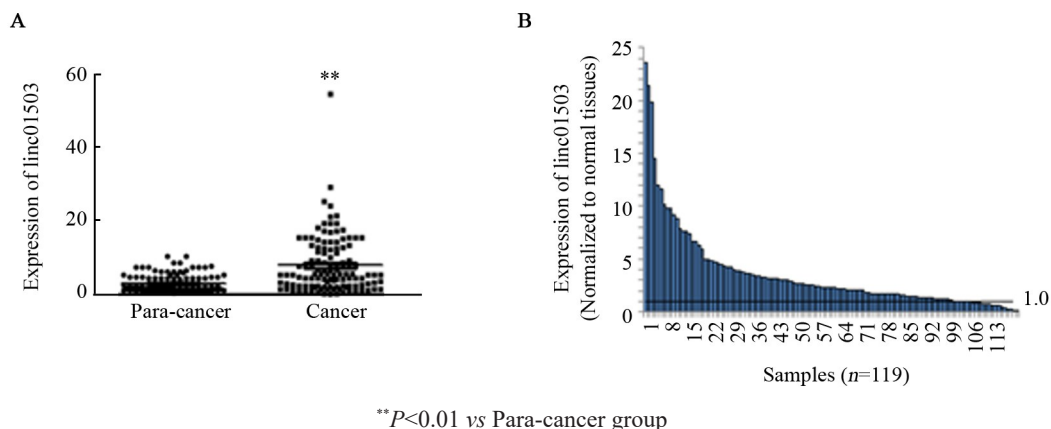 A
Expression of linc01503
60
40
20
0
**
Para-cancer
Cancer
B
Expression of linc01503
(Normalized to normal tissues)
25
20
15
10
5
0
1.0
1 8 15 22 29 36 43 50 57 64 71 78 85 92 99 106 113
Samples (n=119)
**P<0.01 vs Para-cancer group